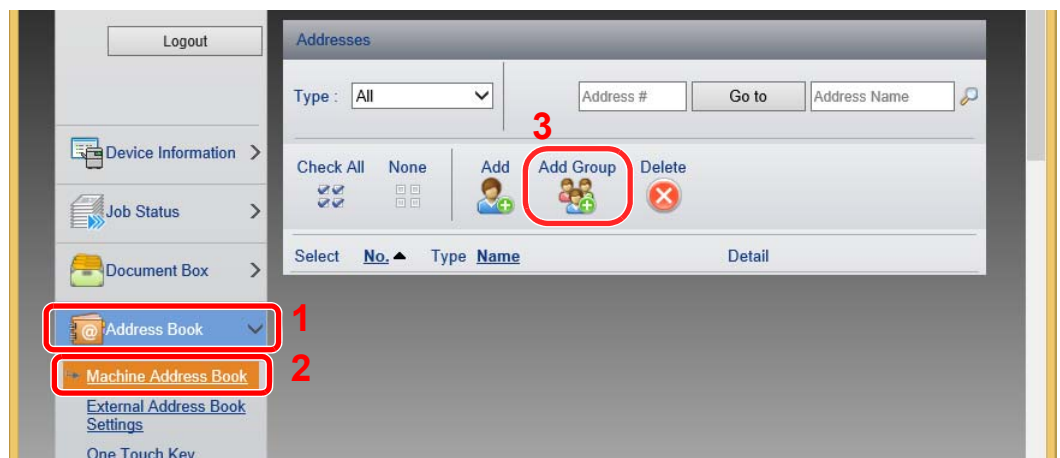 Logout
Addresses
Type : All
Address #
Go to
Address Name
3
Device Information
Check All
None
Add
Add Group
Delete
Job Status
Select No. Type Name Detail
Document Box
Address Book
1
Machine Address Book
2
External Address Book
Settings
One Touch Key